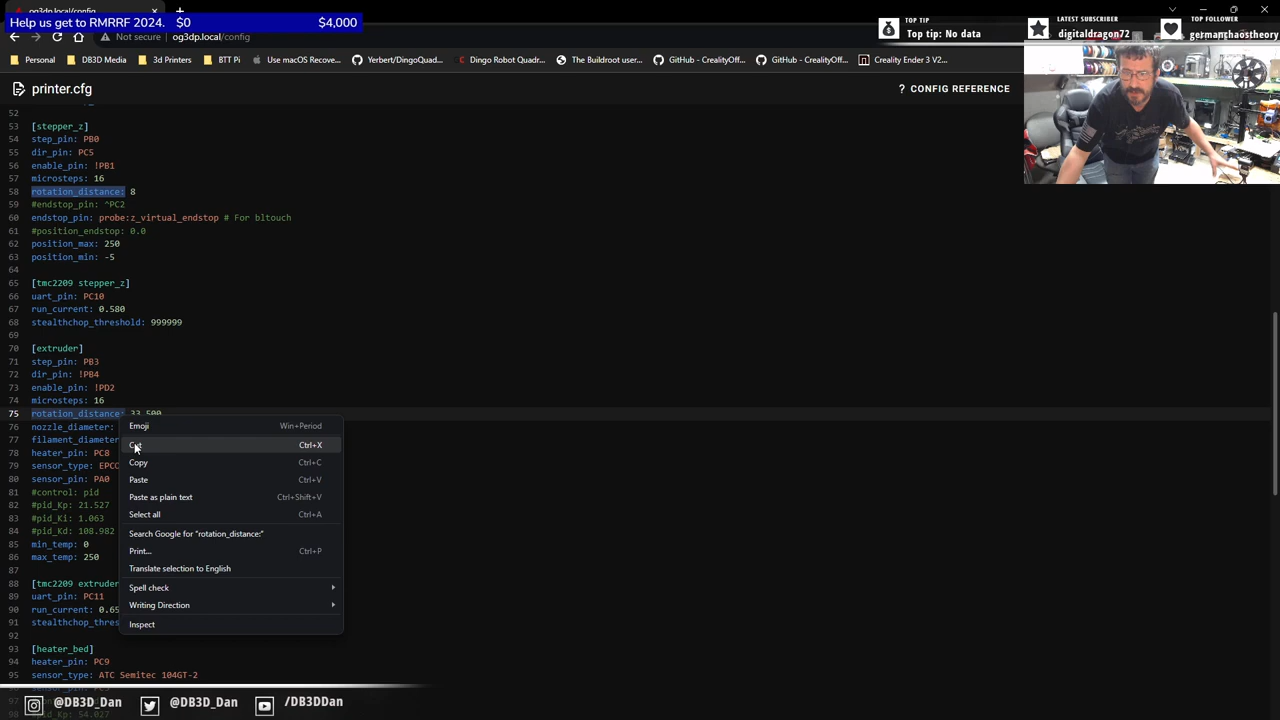 og3dp.local/config
Help us get to RMRRF 2024. $0 $4,000
Not secure og3dp.local/config
TOP TIP
Top tip: No data
LATEST SUBSCRIBER
digitaldragon72
TOP FOLLOWER
germanchaostheory
Personal DB3D Media 3d Printers BTT Pi Use macOS Recove... Yerbert/DingoQuad... Dingo Robot Quadr... The Buildroot user... GitHub - CrealityOff... GitHub - CrealityOff... Creality Ender 3 V2...
printer.cfg
? CONFIG REFERENCE
52
53 [stepper_z]
54 step_pin: PB0
55 dir_pin: PC5
56 enable_pin: !PB1
57 microsteps: 16
58 rotation_distance: 8
59 #endstop_pin: ^PC2
60 endstop_pin: probe:z_virtual_endstop # For bltouch
61 #position_endstop: 0.0
62 position_max: 250
63 position_min: -5
64
65 [tmc2209 stepper_z]
66 uart_pin: PC10
67 run_current: 0.580
68 stealthchop_threshold: 999999
69
70 [extruder]
71 step_pin: PB3
72 dir_pin: !PB4
73 enable_pin: !PD2
74 microsteps: 16
75 rotation_distance: 33.500
76 nozzle_diameter:
77 filament_diameter
78 heater_pin: PC8
79 sensor_type: EPCO
80 sensor_pin: PA0
81 #control: pid
82 #pid_Kp: 21.527
83 #pid_Ki: 1.063
84 #pid_Kd: 108.982
85 min_temp: 0
86 max_temp: 250
87
88 [tmc2209 extruder
89 uart_pin: PC11
90 run_current: 0.65
91 stealthchop_thres
92
93 [heater_bed]
94 heater_pin: PC9
95 sensor_type: ATC Semitec 104GT-2
Emoji Win+Period
Cut Ctrl+X
Copy Ctrl+C
Paste Ctrl+V
Paste as plain text Ctrl+Shift+V
Select all Ctrl+A
Search Google for "rotation_distance:"
Print... Ctrl+P
Translate selection to English
Spell check
Writing Direction
Inspect
@DB3D_Dan @DB3D_Dan /DB3DDan